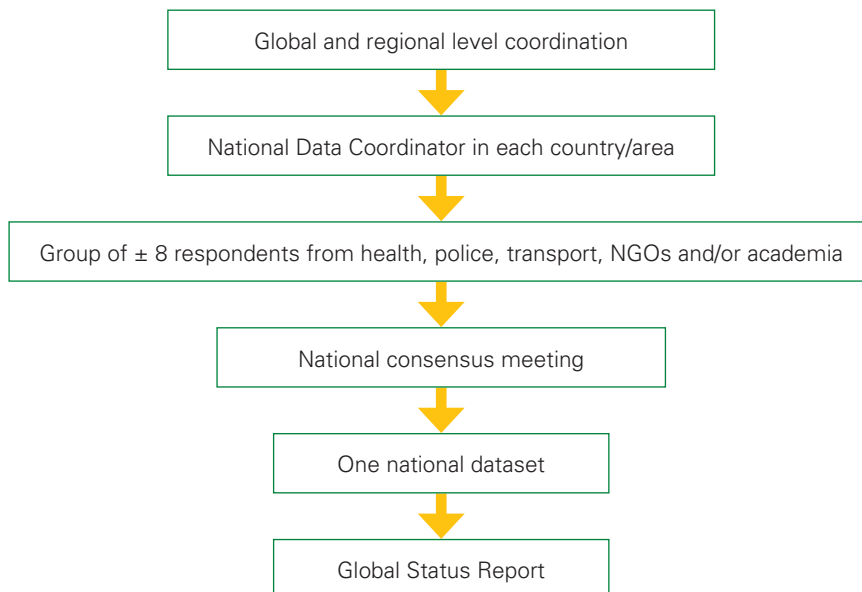 Global and regional level coordination
National Data Coordinator in each country/area
Group of ± 8 respondents from health, police, transport, NGOs and/or academia
National consensus meeting
One national dataset
Global Status Report